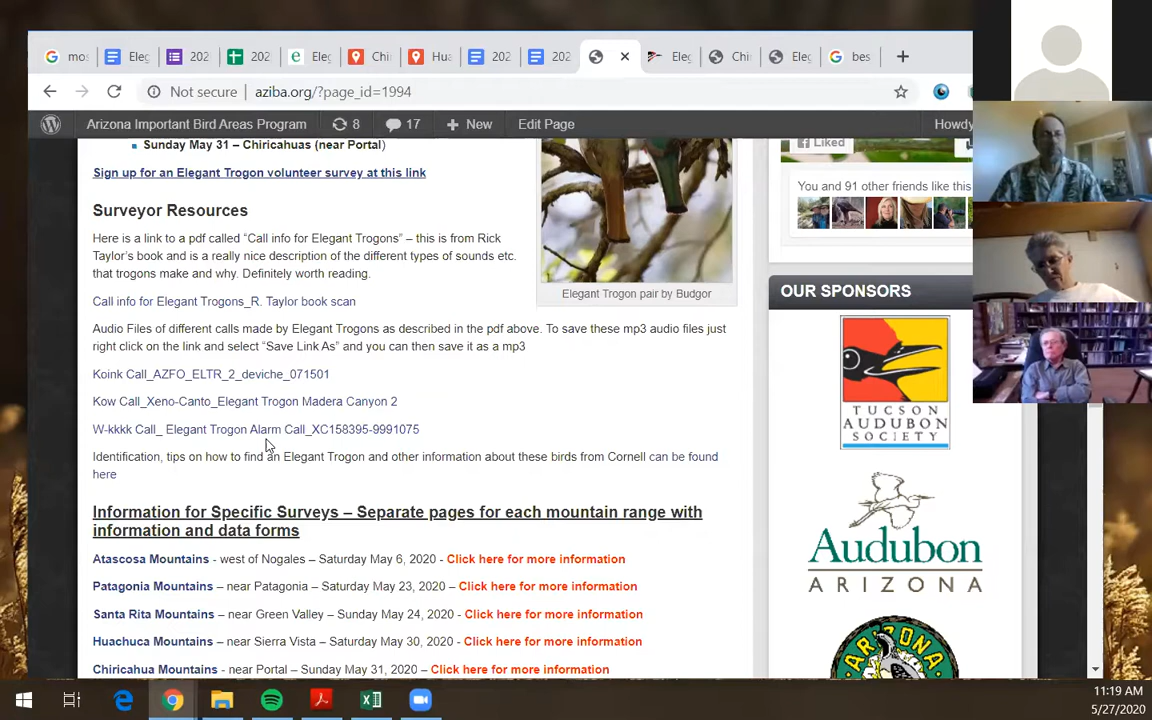 mos
Eleg
202
202
Eleg
Chi
Hua
202
202
Eleg
Chi
Eleg
bes
Not secure
aziba.org/?page_id=1994
Arizona Important Bird Areas Program
8
17
New
Edit Page
Howdy
Sunday May 31 – Chiricahuas (near Portal)
Sign up for an Elegant Trogon volunteer survey at this link
Surveyor Resources
Here is a link to a pdf called “Call info for Elegant Trogons” – this is from Rick
Taylor's book and is a really nice description of the different types of sounds etc.
that trogons make and why. Definitely worth reading.
Call info for Elegant Trogons_R. Taylor book scan
Elegant Trogon pair by Budgor
Audio Files of different calls made by Elegant Trogons as described in the pdf above. To save these mp3 audio files just
right click on the link and select “Save Link As” and you can then save it as a mp3
Koink Call_AZFO_ELTR_2_deviche_071501
Kow Call_Xeno-Canto_Elegant Trogon Madera Canyon 2
W-kkkk Call_ Elegant Trogon Alarm Call_XC158395-9991075
Identification, tips on how to find an Elegant Trogon and other information about these birds from Cornell can be found
here
Information for Specific Surveys – Separate pages for each mountain range with
information and data forms
Atascosa Mountains - west of Nogales – Saturday May 6, 2020 - Click here for more information
Patagonia Mountains – near Patagonia – Saturday May 23, 2020 – Click here for more information
Santa Rita Mountains – near Green Valley – Sunday May 24, 2020 - Click here for more information
Huachuca Mountains – near Sierra Vista – Saturday May 30, 2020 - Click here for more information
Chiricahua Mountains - near Portal – Sunday May 31, 2020 – Click here for more information
Liked
You and 91 other friends like this
OUR SPONSORS
TUCSON
AUDUBON
SOCIETY
Audubon
ARIZONA
ARIZONA
11:19 AM
5/27/2020